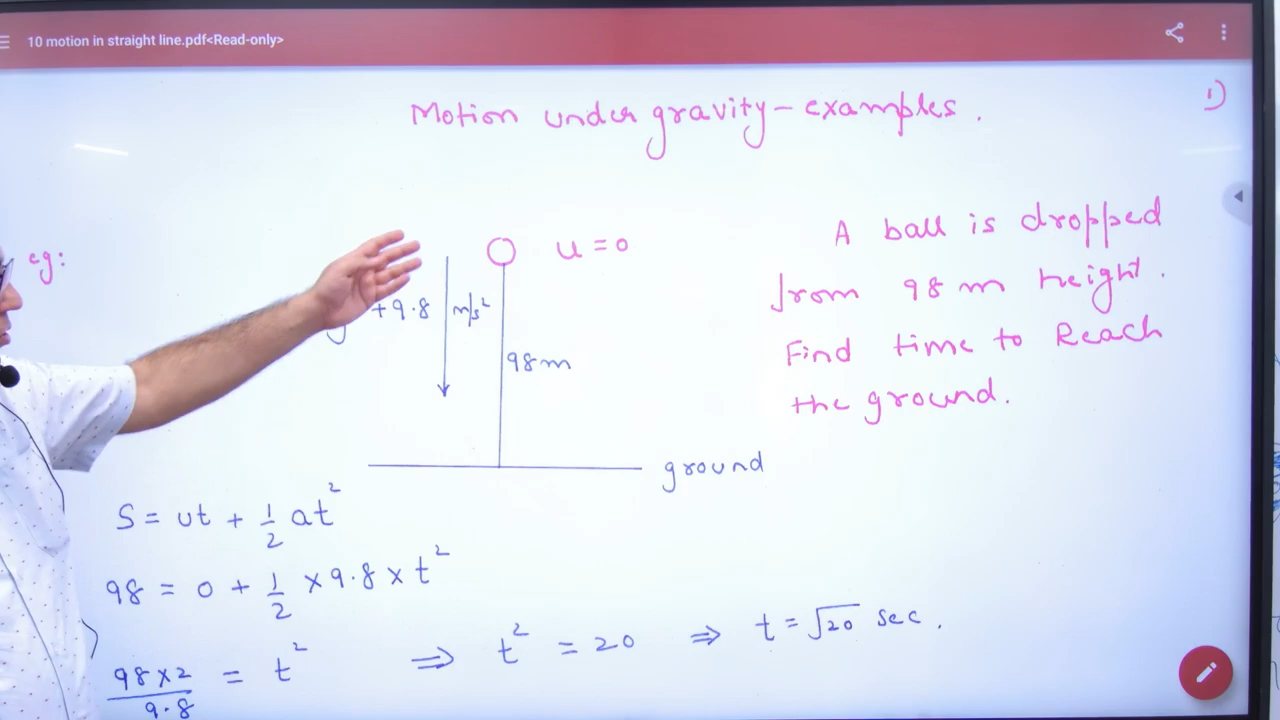 10 motion in straight line.pdf<Read-only>
1)
Motion under gravity - examples.
eg:
u = 0
+9.8 m/s²
98m
ground
A ball is dropped
from 98 m height.
Find time to Reach
the ground.
S = ut + 1/2 at²
98 = 0 + 1/2 × 9.8 × t²
98×2/9.8 = t² ⇒ t² = 20 ⇒ t = √20 sec.